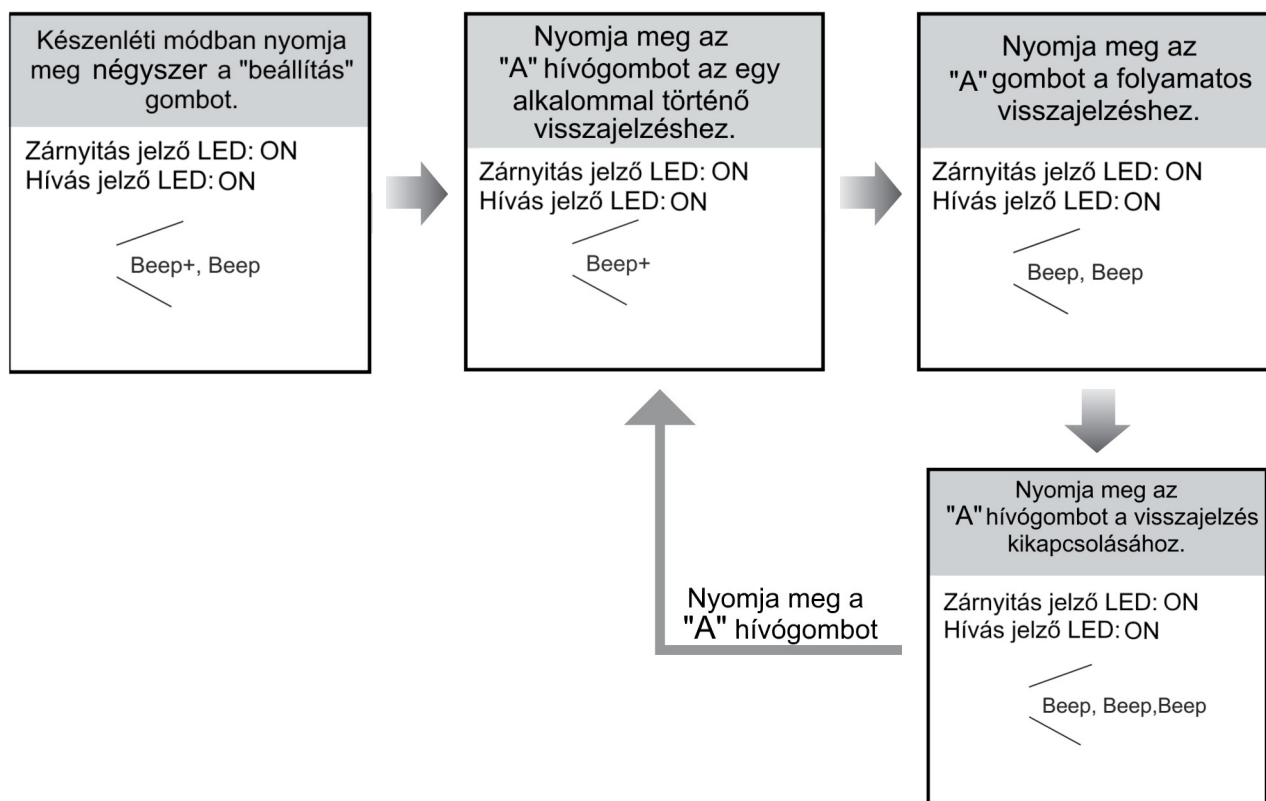 Készenléti módban nyomja
meg négyszer a "beállítás"
gombot.
Zárnyitás jelző LED: ON
Hívás jelző LED: ON
Beep+, Beep
Nyomja meg az
"A" hívógombot az egy
alkalommal történő
visszajelzéshez.
Zárnyitás jelző LED: ON
Hívás jelző LED: ON
Beep+
Nyomja meg az
"A" gombot a folyamatos
visszajelzéshez.
Zárnyitás jelző LED: ON
Hívás jelző LED: ON
Beep, Beep
Nyomja meg az
"A" hívógombot a visszajelzés
kikapcsolásához.
Zárnyitás jelző LED: ON
Hívás jelző LED: ON
Beep, Beep,Beep
Nyomja meg a
"A" hívógombot